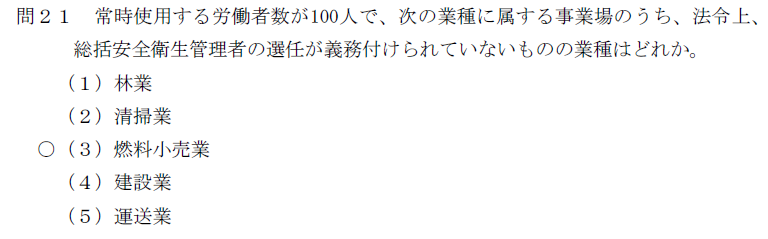 問２１　常時使用する労働者数が100人で、次の業種に属する事業場のうち、法令上、
総括安全衛生管理者の選任が義務付けられていないものの業種はどれか。
（１）林業
（２）清掃業
○（３）燃料小売業
（４）建設業
（５）運送業